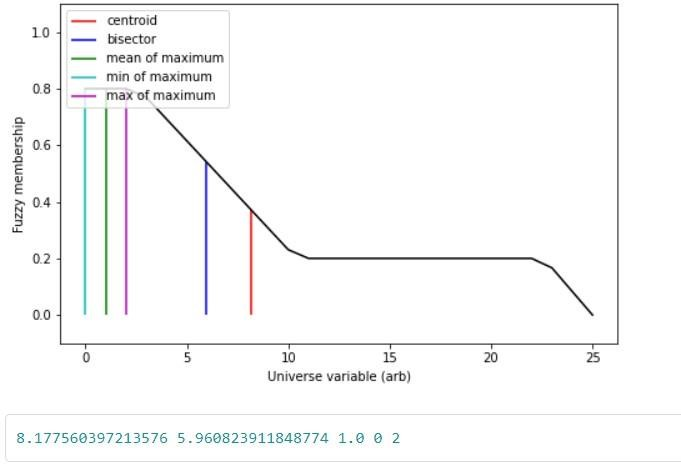 centroid
bisector
mean of maximum
min of maximum
max of maximum
1.0
0.8
0.6
0.4
0.2
0.0
Fuzzy membership
0 5 10 15 20 25
Universe variable (arb)
8.177560397213576 5.960823911848774 1.0 0 2